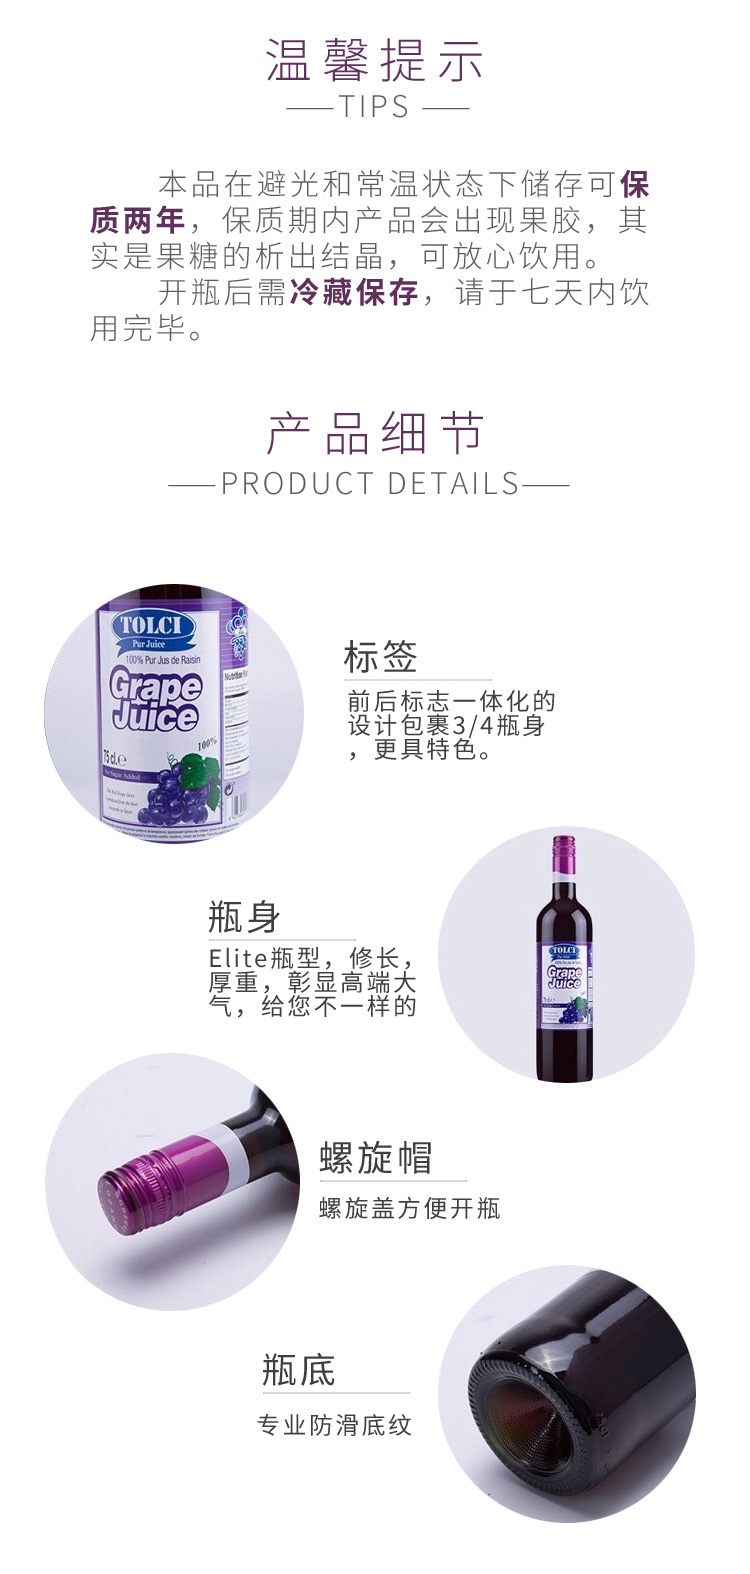 温馨提示
TIPS
本品在避光和常温状态下储存可保
质两年，保质期内产品会出现果胶，其
实是果糖的析出结晶，可放心饮用。
开瓶后需冷藏保存，请于七天内饮
用完毕。
产品细节
PRODUCT DETAILS
TOLCI
Pur Juice
100% Pur Jus de Raisin
Grape
Juice
100%
75 cl.e
No Sugar Added
标签
前后标志一体化的
设计包裹3/4瓶身
，更具特色。
瓶身
Elite瓶型，修长，
厚重，彰显高端大
气，给您不一样的
TOLCI
Grape
Juice
螺旋帽
螺旋盖方便开瓶
瓶底
专业防滑底纹